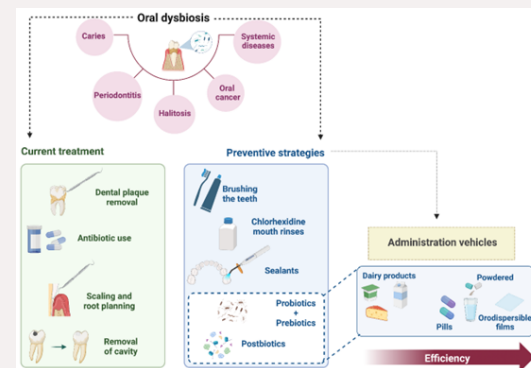 Oral dysbiosis
Caries
Systemic
diseases
Periodontitis
Oral
cancer
Halitosis
Current treatment
Dental plaque
removal
Antibiotic use
Scaling and
root planning
Removal
of cavity
Preventive strategies
Brushing
the teeth
Chlorhexidine
mouth rinses
Sealants
Probiotics
+
Prebiotics
Postbiotics
Administration vehicles
Dairy products
Powdered
Pills
Orodispersible
films
Efficiency